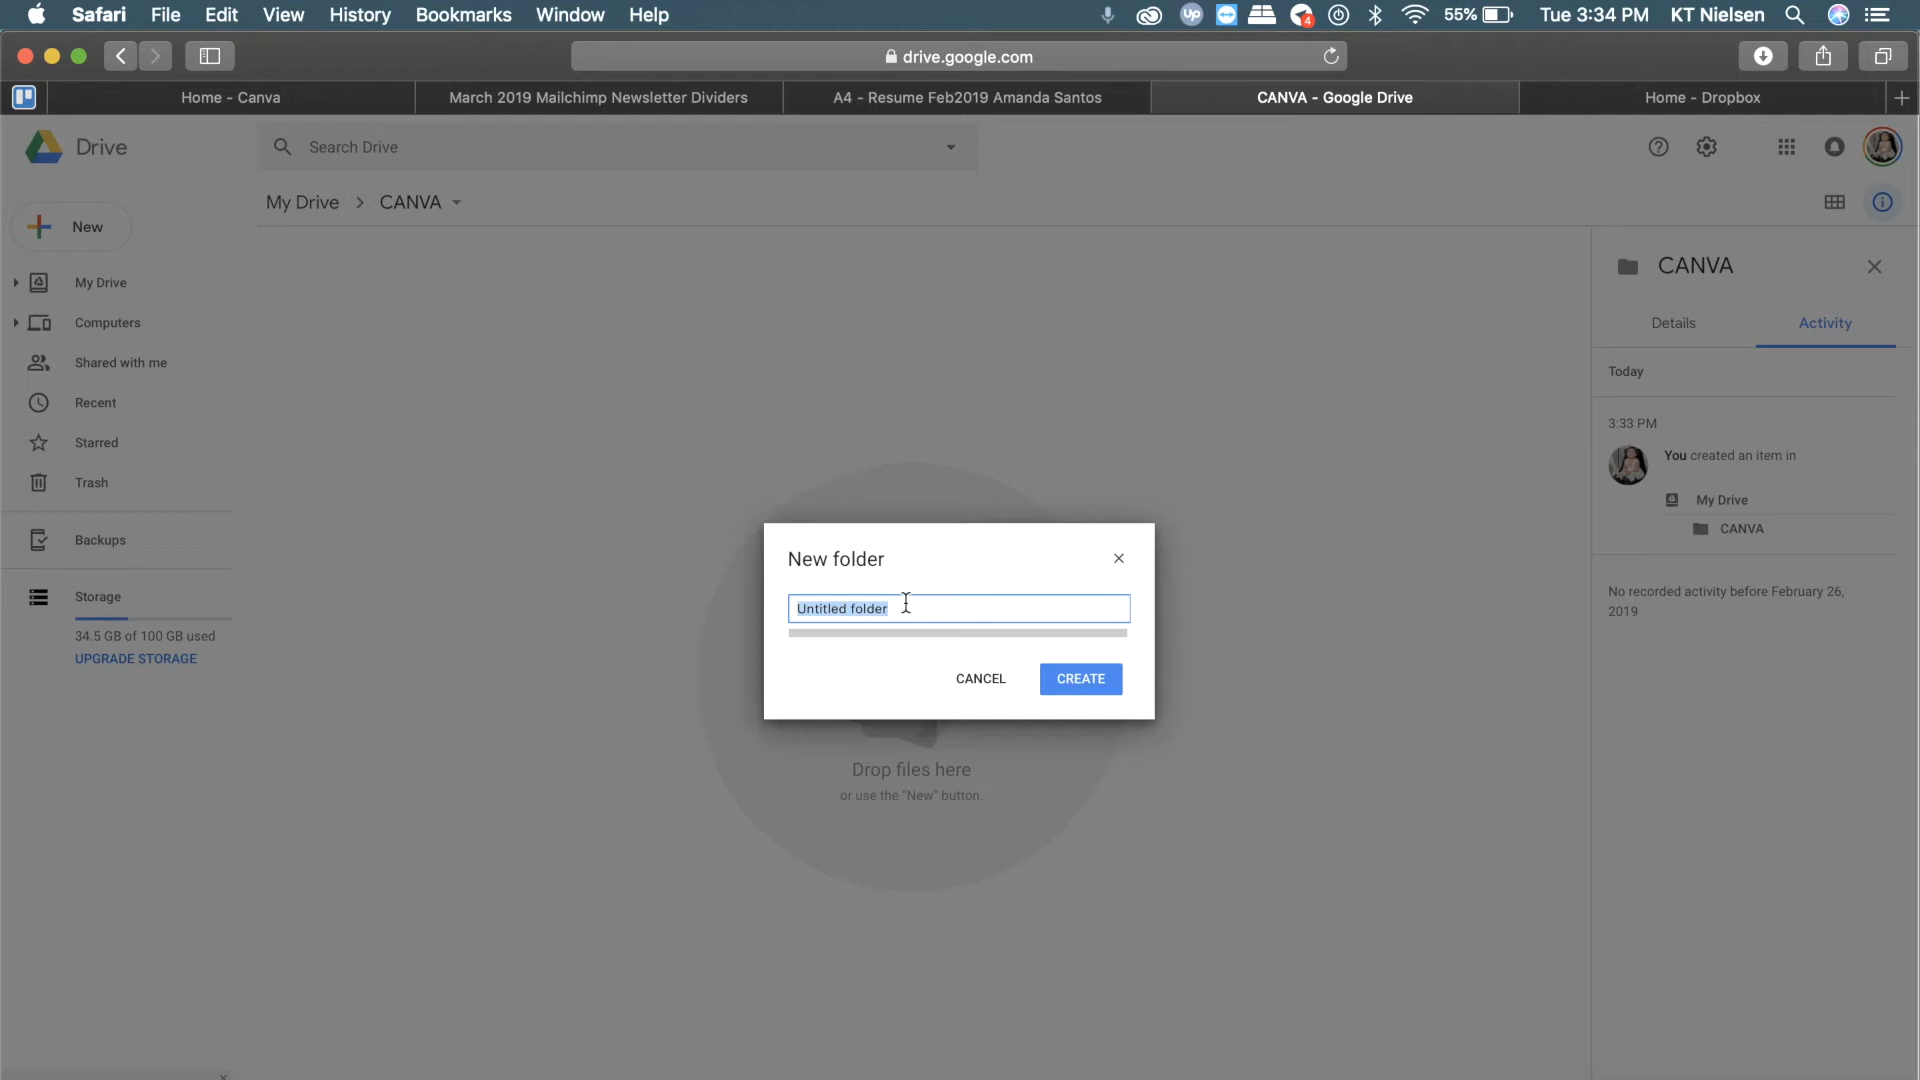 Safari File Edit View History Bookmarks Window Help UP 4 55% Tue 3:34 PM KT Nielsen
drive.google.com
Home - Canva March 2019 Mailchimp Newsletter Dividers A4 - Resume Feb2019 Amanda Santos CANVA - Google Drive Home - Dropbox
Drive
Search Drive
My Drive > CANVA
New
My Drive
Computers
Shared with me
Recent
Starred
Trash
Backups
Storage
34.5 GB of 100 GB used
UPGRADE STORAGE
New folder
Untitled folder
CANCEL CREATE
Drop files here
or use the "New" button.
CANVA
Details Activity
Today
3:33 PM
You created an item in
My Drive
CANVA
No recorded activity before February 26,
2019